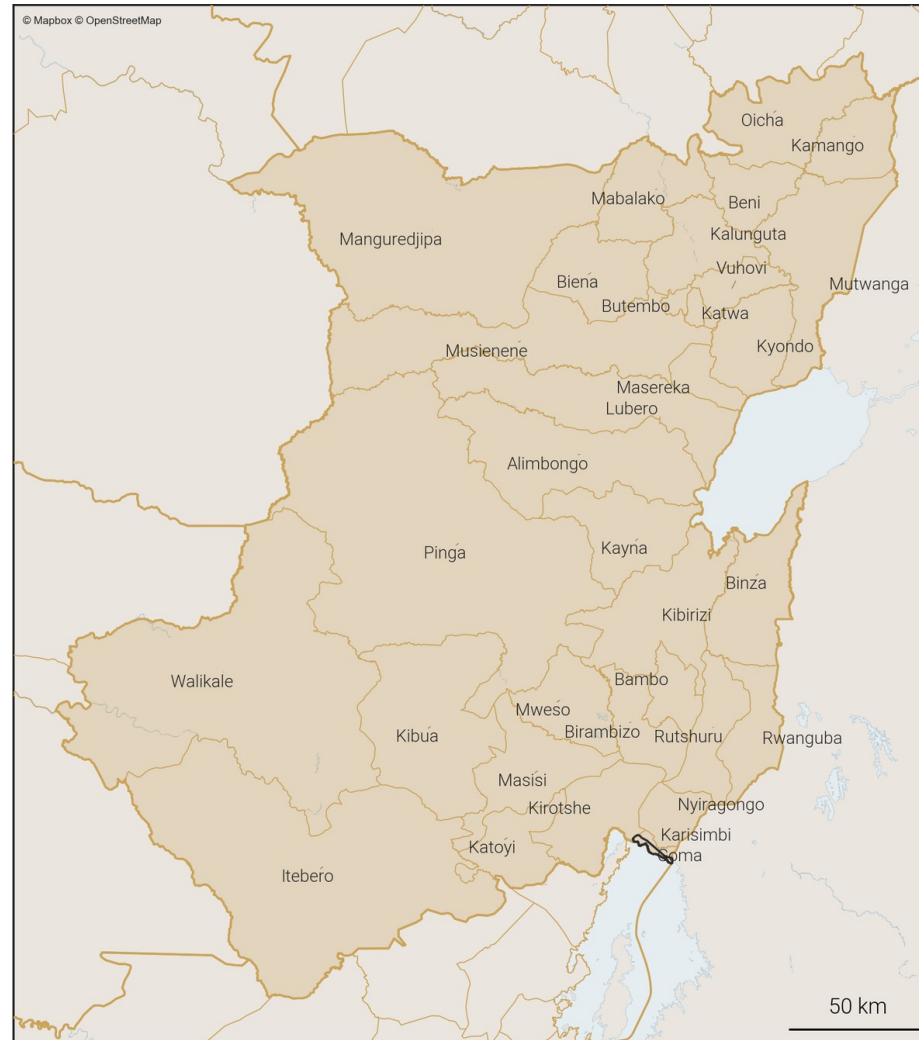 © Mapbox © OpenStreetMap
Oicha
Kamango
Mabalako
Beni
Manguredjipa
Kalunguta
Vuhovi
Biena
Mutwanga
Butembo
Katwa
Musienene
Kyondo
Masereka
Lubero
Alimbongo
Kayna
Pinga
Binza
Kibirizi
Walikale
Bambo
Mweso
Birambizo
Kibua
Rutshuru
Rwanguba
Masisi
Kirotshe
Nyiragongo
Karisimbi
Katoyi
Goma
Itebero
50 km